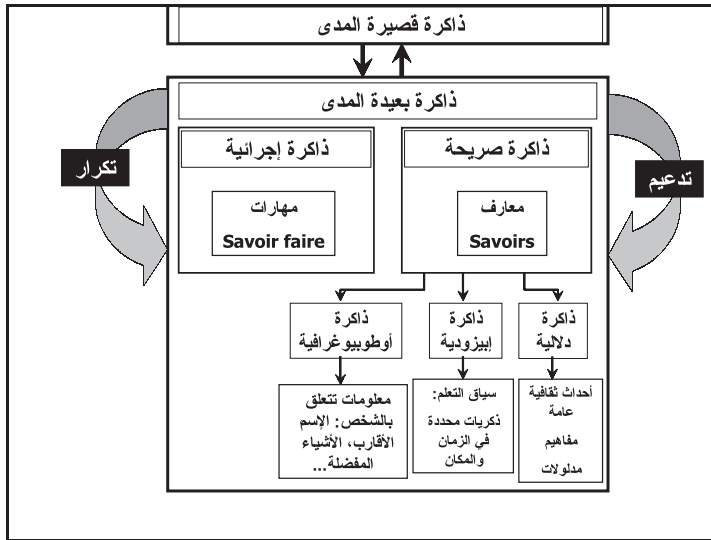 ذاكرة قصيرة المدى
ذاكرة بعيدة المدى
ذاكرة صريحة
ذاكرة إجرائية
تدعيم
معارف
Savoirs
مهارات
Savoir faire
تكرار
ذاكرة
دلالية
ذاكرة
إبيزودية
ذاكرة
أوطوبيوغرافية
أحداث ثقافية
عامة
مفاهيم
مدلولات
سياق التعلم:
ذكريات محددة
في الزمان
والمكان
معلومات تتعلق
بالشخص: الإسم
الأقارب، الأشياء
المفضلة...